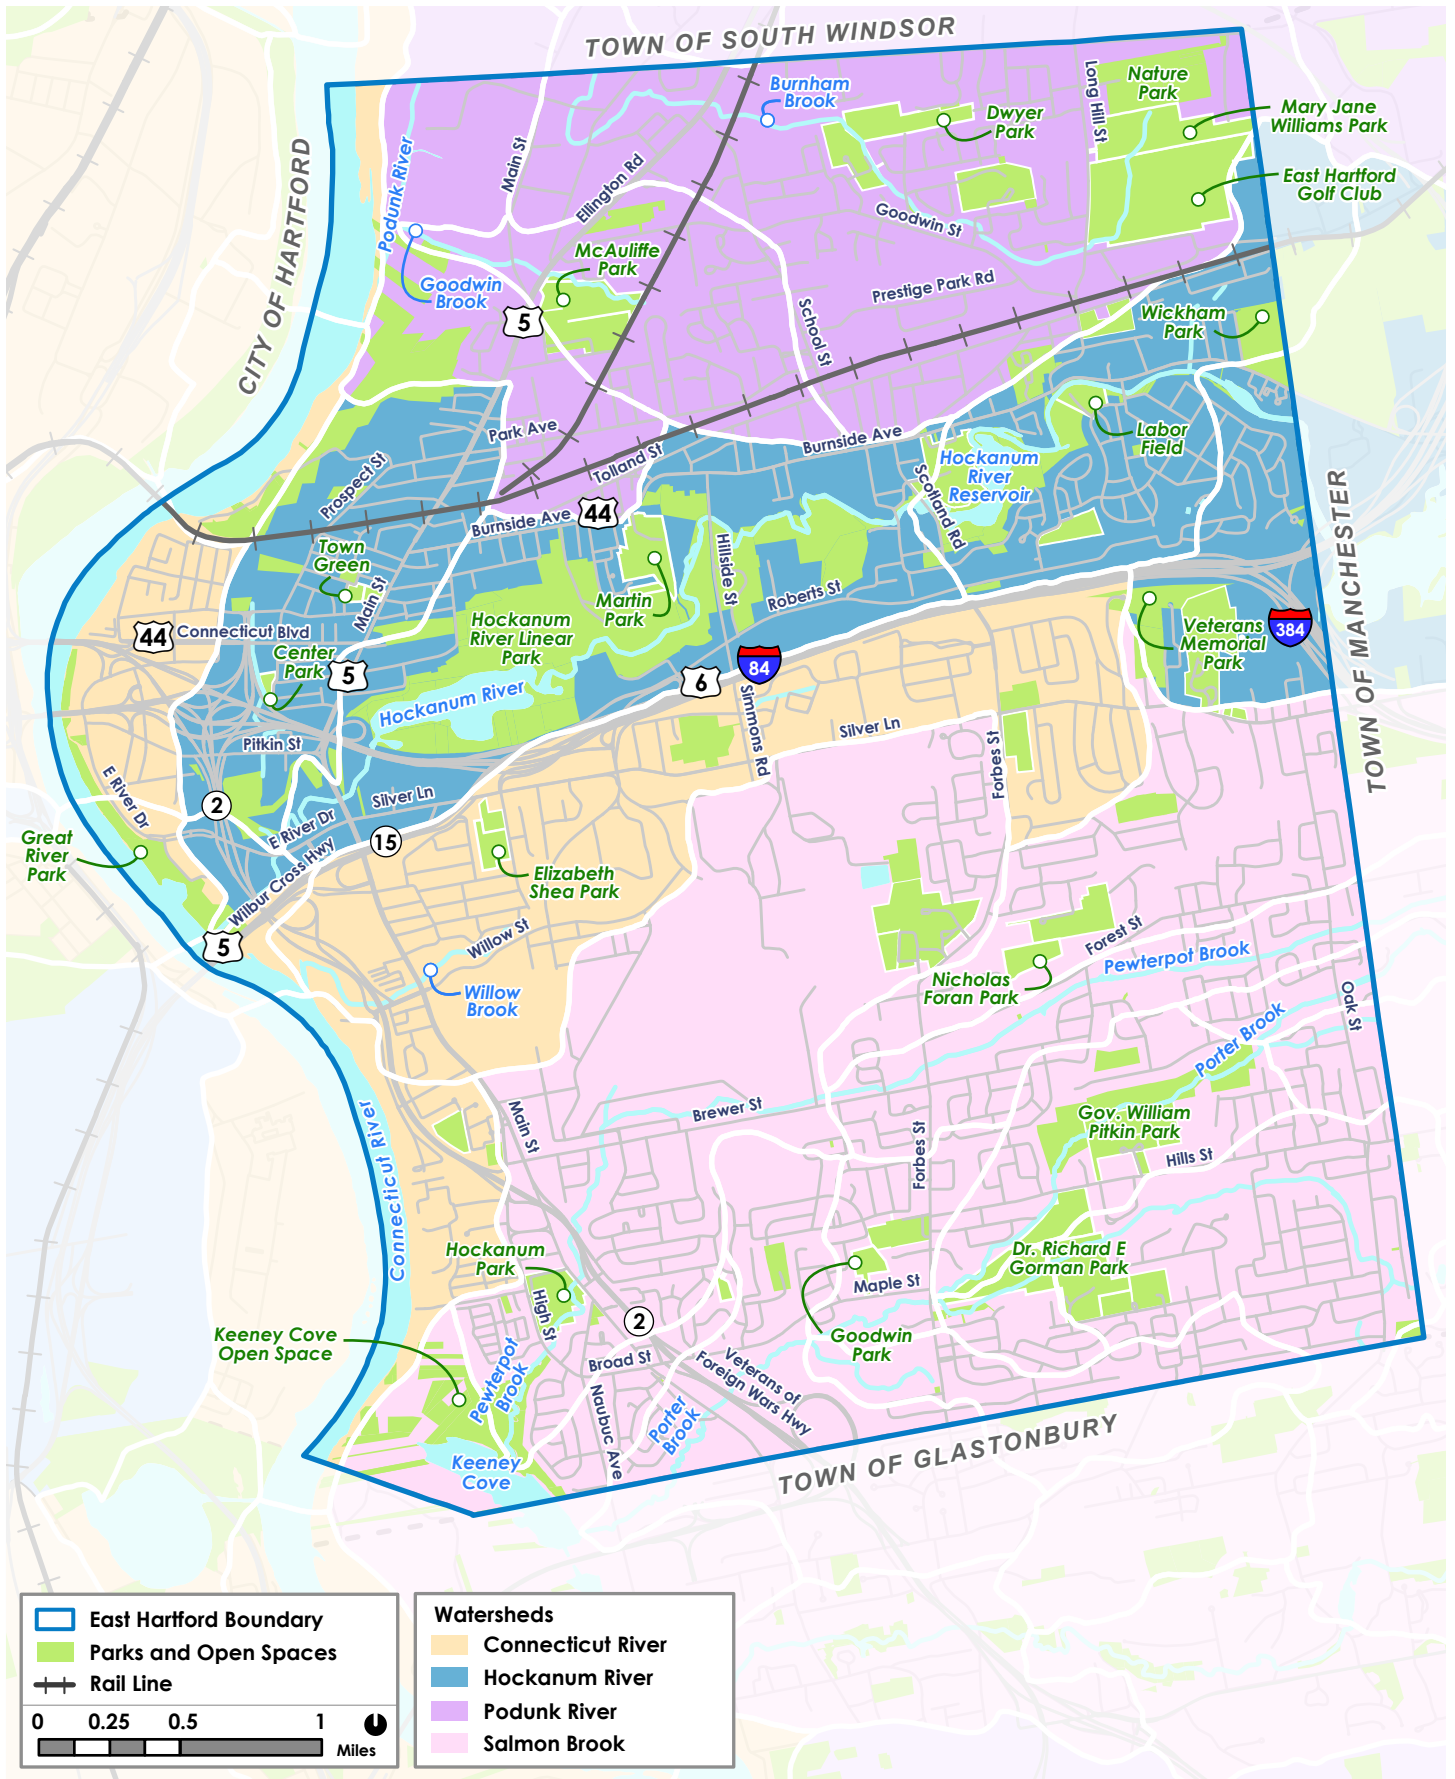 TOWN OF SOUTH WINDSOR
CITY OF HARTFORD
TOWN OF MANCHESTER
TOWN OF GLASTONBURY
Burnham
Brook
Nature
Park
Long Hill St
Mary Jane
Williams Park
Dwyer
Park
East Hartford
Golf Club
Podunk River
Main St
Ellington Rd
Goodwin St
McAuliffe
Park
Goodwin
Brook
5
Prestige Park Rd
School St
Wickham
Park
Labor
Field
Park Ave
Tolland St
Burnside Ave
Hockanum
River
Reservoir
Prospect St
Burnside Ave
44
Scotland Rd
Town
Green
Main St
Hillside St
Martin
Park
Roberts St
Hockanum
River Linear
Park
44
Connecticut Blvd
Center
Park
5
Veterans
Memorial
Park
384
84
6
Hockanum River
Simmons Rd
Silver Ln
Forbes St
Pitkin St
E River Dr
2
Silver Ln
E River Dr
15
Great
River
Park
Wilbur Cross Hwy
Elizabeth
Shea Park
5
Willow St
Willow
Brook
Forest St
Nicholas
Foran Park
Pewterpot Brook
Oak St
Porter Brook
Connecticut River
Main St
Brewer St
Gov. William
Pitkin Park
Forbes St
Hills St
Hockanum
Park
Dr. Richard E
Gorman Park
Maple St
High St
2
Goodwin
Park
Keeney Cove
Open Space
Pewterpot
Brook
Broad St
Veterans of
Foreign Wars Hwy
Naubuc Ave
Porter
Brook
Keeney
Cove
East Hartford Boundary
Parks and Open Spaces
Rail Line
0 0.25 0.5 1
Miles
Watersheds
Connecticut River
Hockanum River
Podunk River
Salmon Brook